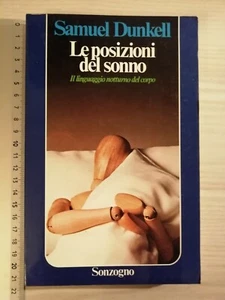 Samuel Dunkell
Le posizioni
del sonno
Il linguaggio notturno del corpo
Sonzogno